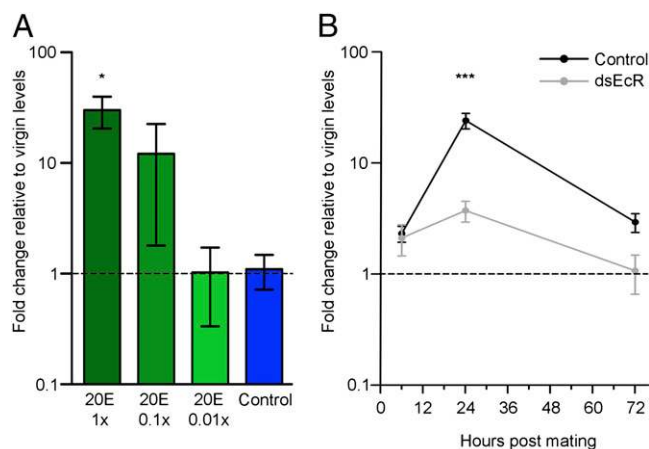 A
Fold change relative to virgin levels
100
10
1
0.1
*
20E
1x
20E
0.1x
20E
0.01x
Control
B
Fold change relative to virgin levels
100
10
1
0.1
***
Control
dsEcR
0 12 24 36 48 60 72
Hours post mating